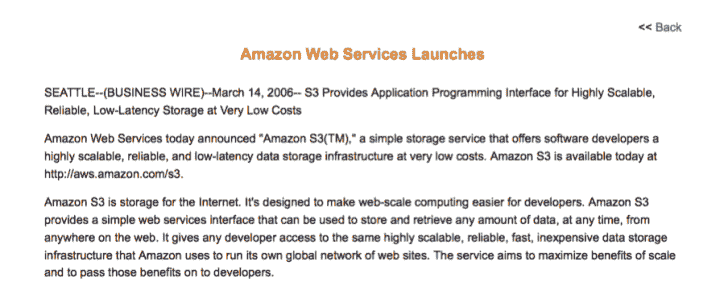 << Back
Amazon Web Services Launches
SEATTLE--(BUSINESS WIRE)--March 14, 2006-- S3 Provides Application Programming Interface for Highly Scalable,
Reliable, Low-Latency Storage at Very Low Costs
Amazon Web Services today announced "Amazon S3(TM)," a simple storage service that offers software developers a
highly scalable, reliable, and low-latency data storage infrastructure at very low costs. Amazon S3 is available today at
http://aws.amazon.com/s3.
Amazon S3 is storage for the Internet. It's designed to make web-scale computing easier for developers. Amazon S3
provides a simple web services interface that can be used to store and retrieve any amount of data, at any time, from
anywhere on the web. It gives any developer access to the same highly scalable, reliable, fast, inexpensive data storage
infrastructure that Amazon uses to run its own global network of web sites. The service aims to maximize benefits of scale
and to pass those benefits on to developers.